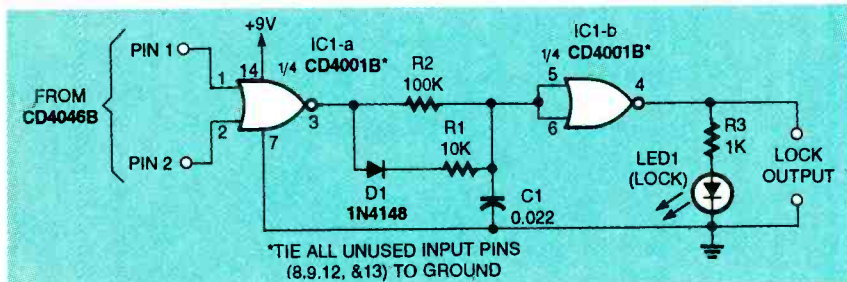 +9V
PIN 1
IC1-a
1/4 CD4001B*
14
1
2
3
7
FROM
CD4046B
PIN 2
R2
100K
R1
10K
D1
1N4148
C1
0.022
IC1-b
1/4 CD4001B*
5
6
4
R3
1K
LED1
(LOCK)
LOCK
OUTPUT
*TIE ALL UNUSED INPUT PINS
(8,9.12, &13) TO GROUND